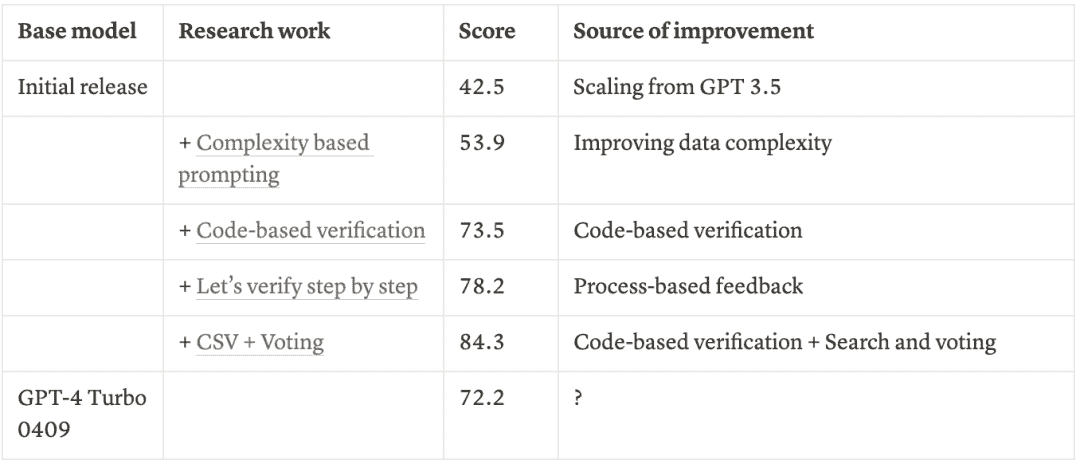 Base model Research work Score Source of improvement
Initial release 42.5 Scaling from GPT 3.5
+ Complexity based 53.9 Improving data complexity
prompting
+ Code-based verification 73.5 Code-based verification
+ Let’s verify step by step 78.2 Process-based feedback
+ CSV + Voting 84.3 Code-based verification + Search and voting
GPT-4 Turbo 72.2 ?
0409